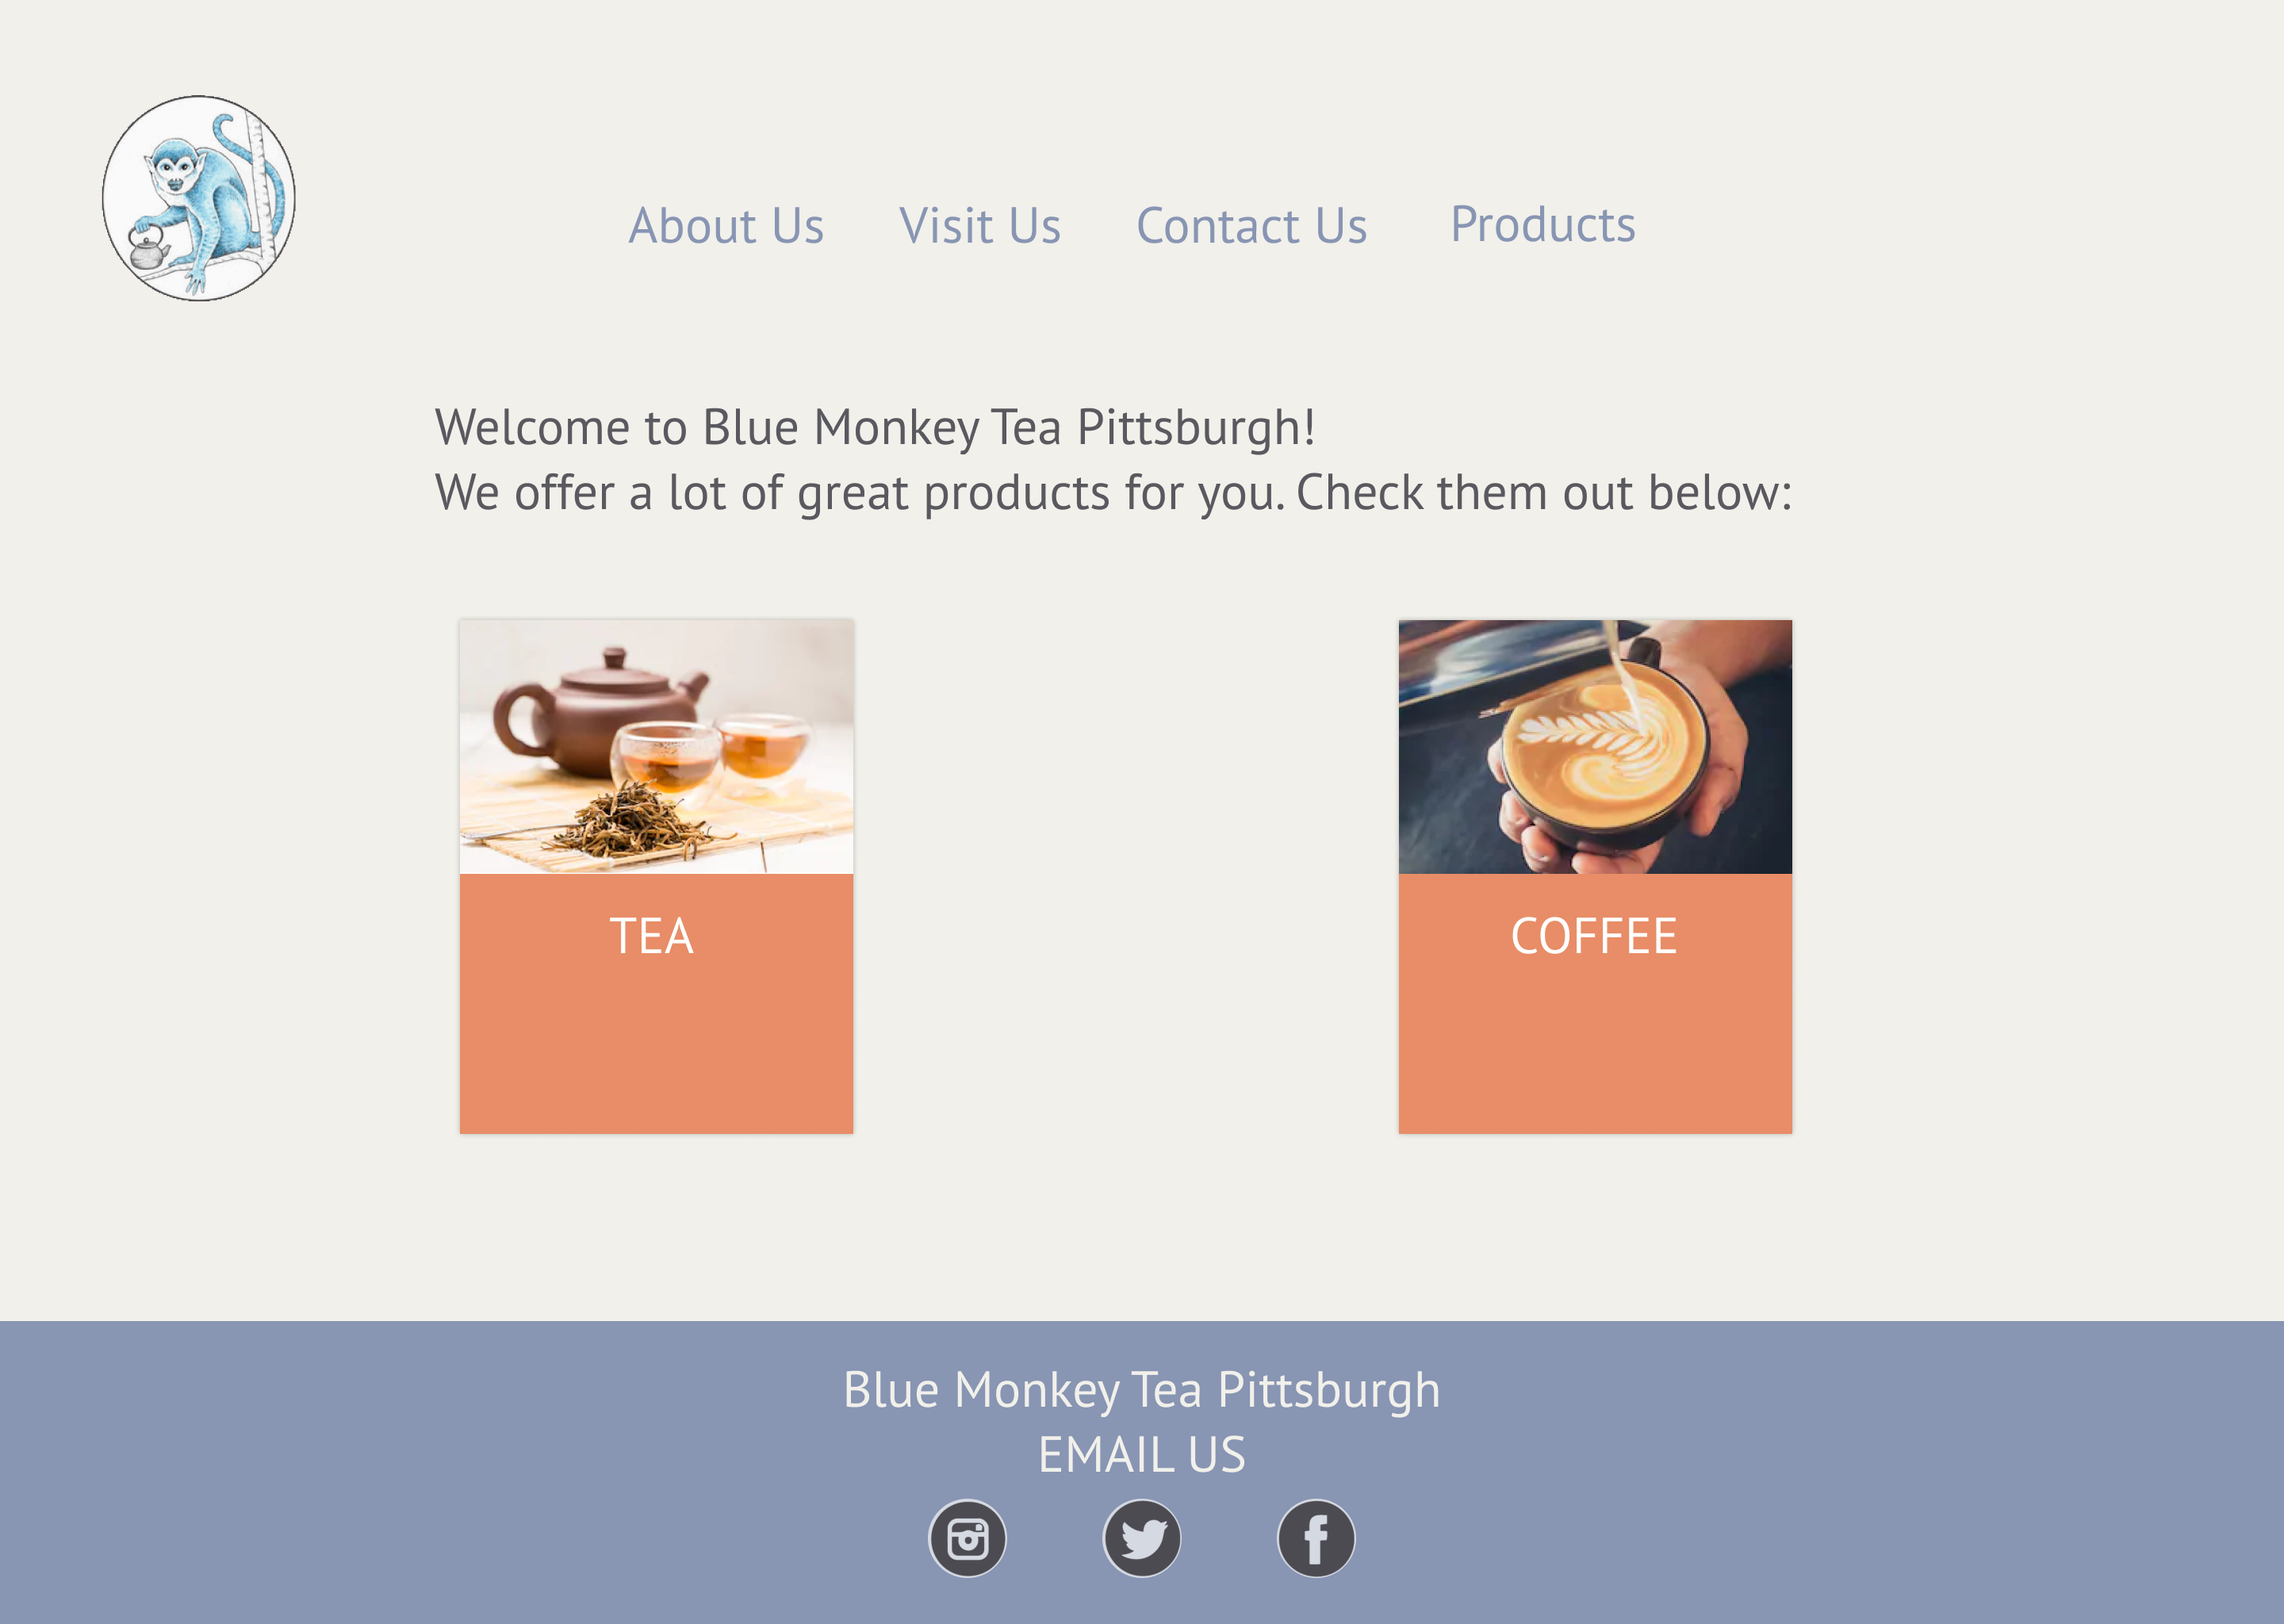 About Us Visit Us Contact Us Products
Welcome to Blue Monkey Tea Pittsburgh!
We offer a lot of great products for you. Check them out below:
TEA
COFFEE
Blue Monkey Tea Pittsburgh
EMAIL US